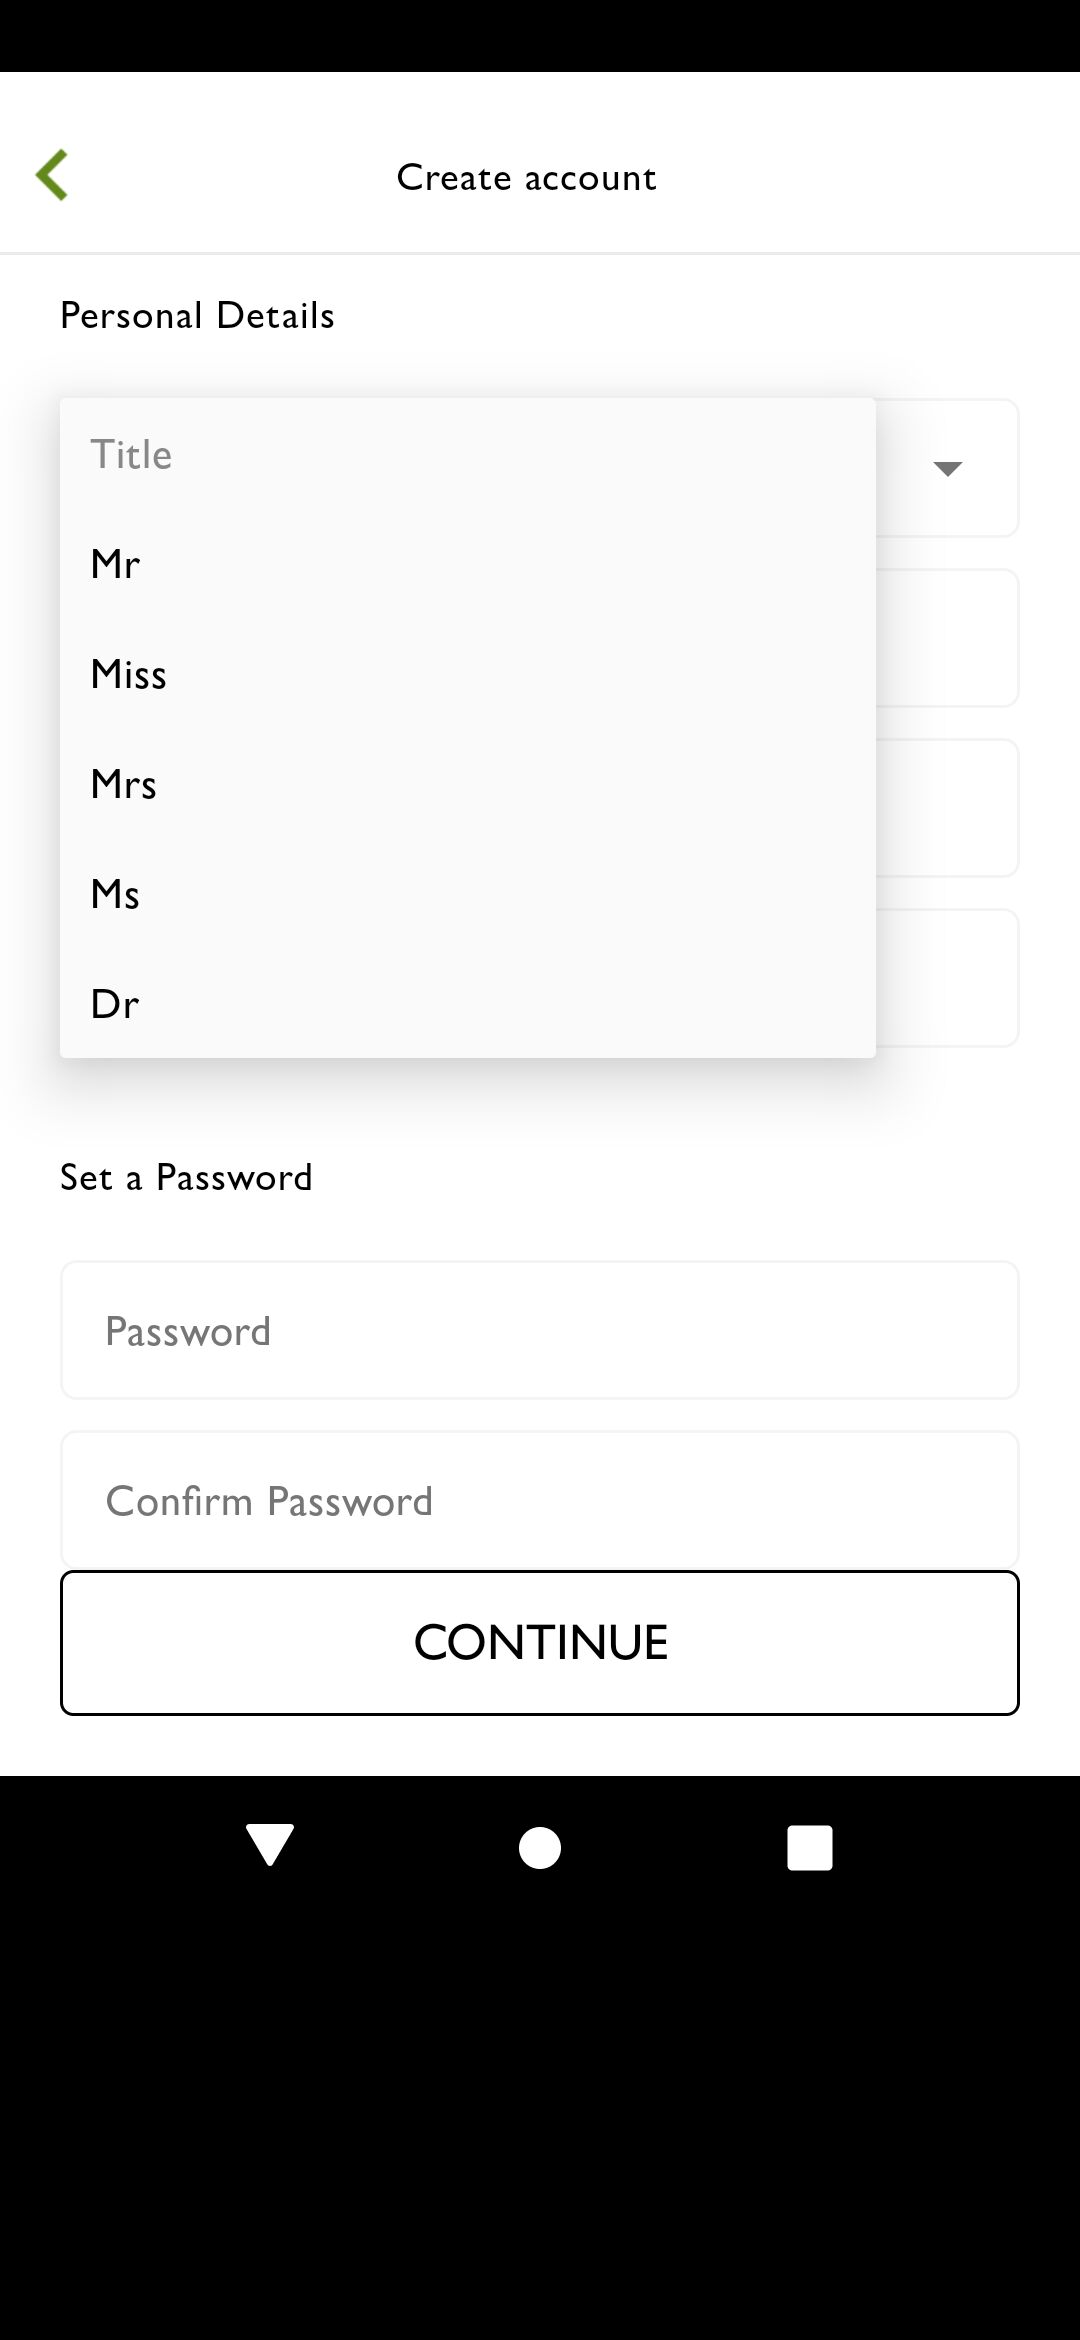 Create account
Personal Details
Title
Mr
Miss
Mrs
Ms
Dr
Set a Password
Password
Confirm Password
CONTINUE